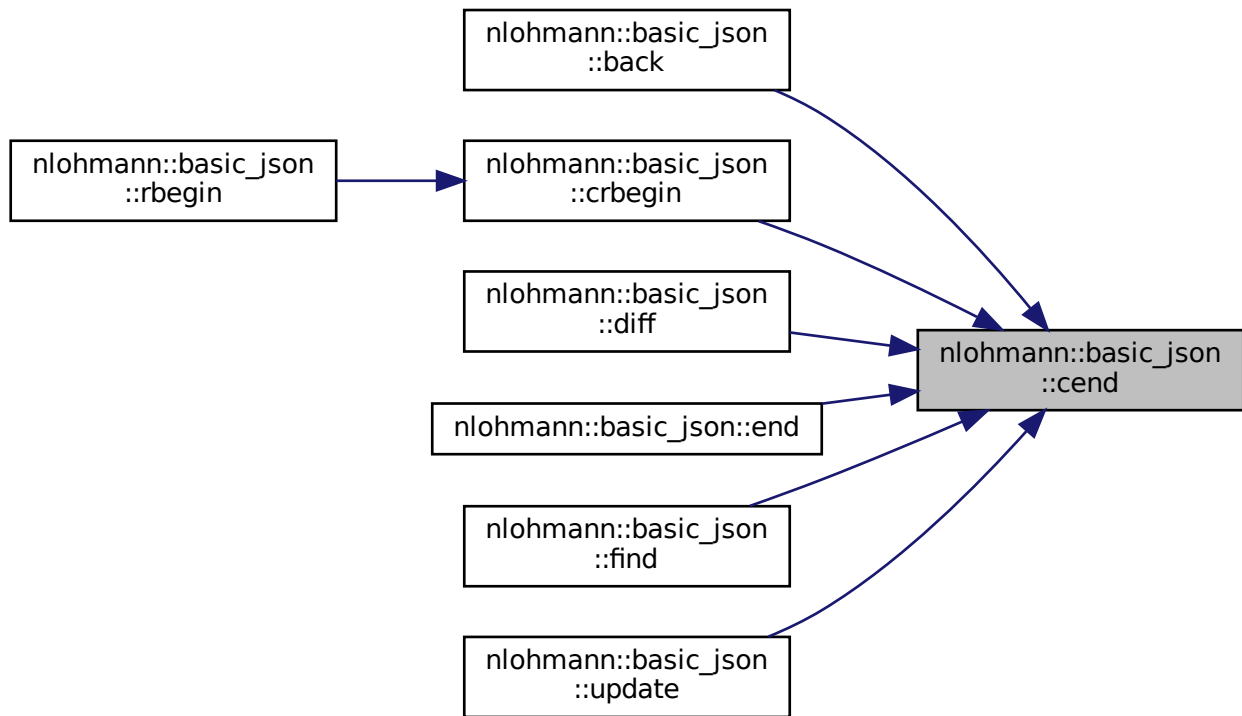 nlohmann::basic_json
::back
nlohmann::basic_json
::rbegin
nlohmann::basic_json
::crbegin
nlohmann::basic_json
::diff
nlohmann::basic_json
::cend
nlohmann::basic_json::end
nlohmann::basic_json
::find
nlohmann::basic_json
::update